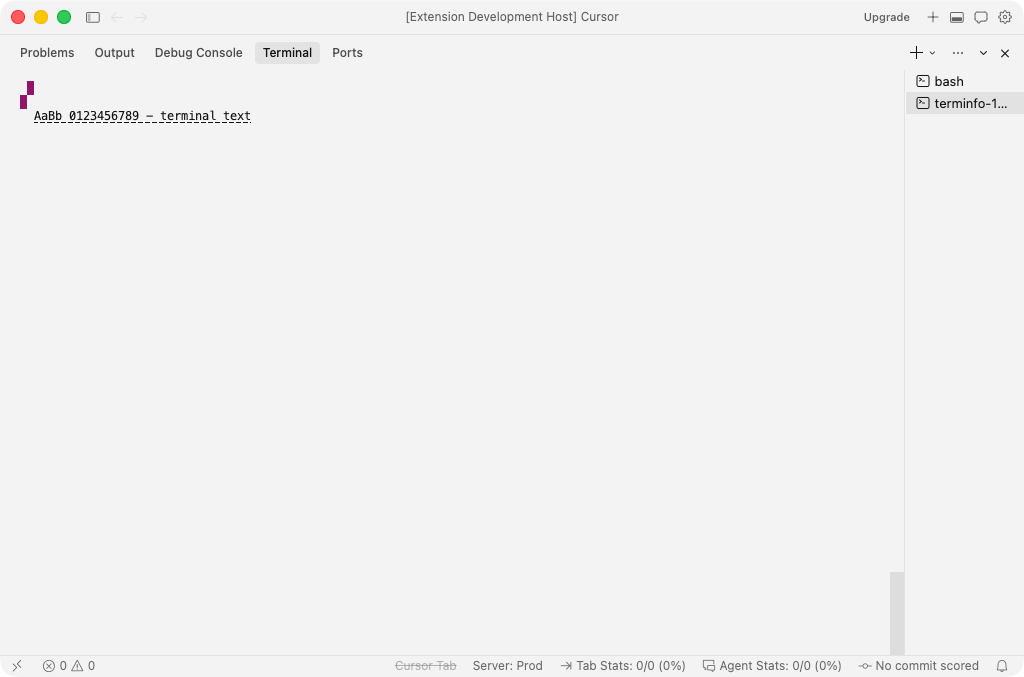 [Extension Development Host] Cursor
Upgrade
Problems Output Debug Console Terminal Ports
bash
terminfo-1...
AaBb 0123456789 – terminal text
0 0 Cursor Tab Server: Prod Tab Stats: 0/0 (0%) Agent Stats: 0/0 (0%) No commit scored